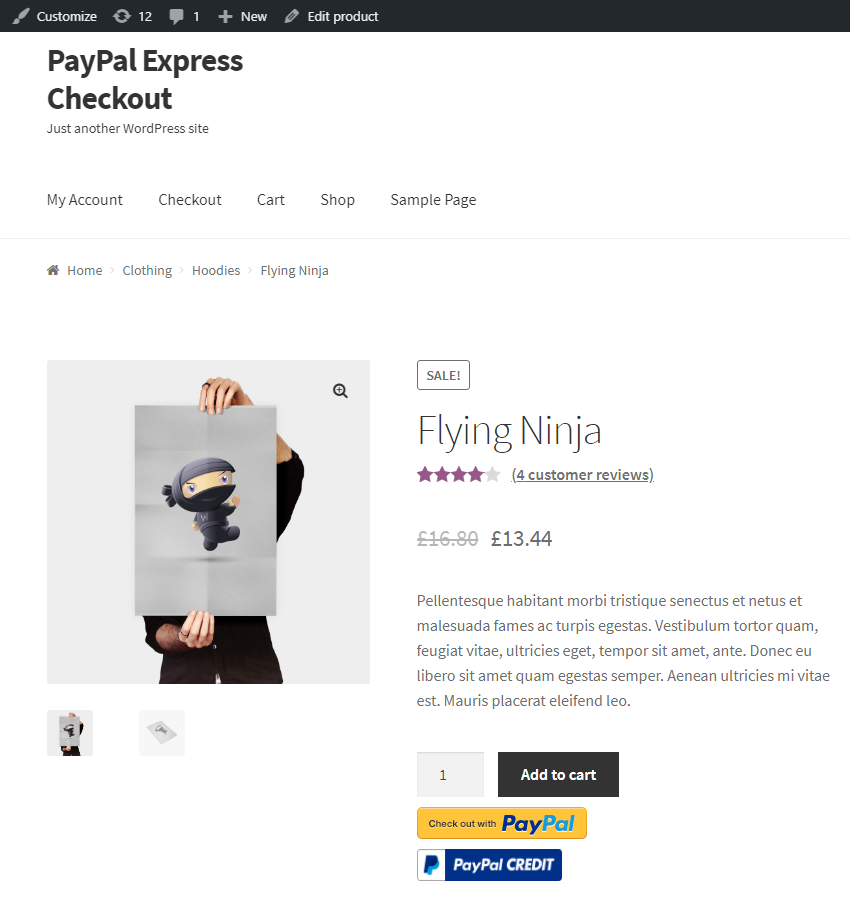 Customize 12 1 New Edit product
PayPal Express
Checkout
Just another WordPress site
My Account Checkout Cart Shop Sample Page
Home Clothing Hoodies Flying Ninja
SALE!
Flying Ninja
(4 customer reviews)
£16.80 £13.44
Pellentesque habitant morbi tristique senectus et netus et
malesuada fames ac turpis egestas. Vestibulum tortor quam,
feugiat vitae, ultricies eget, tempor sit amet, ante. Donec eu
libero sit amet quam egestas semper. Aenean ultricies mi vitae
est. Mauris placerat eleifend leo.
1 Add to cart
Check out with PayPal
PayPal CREDIT